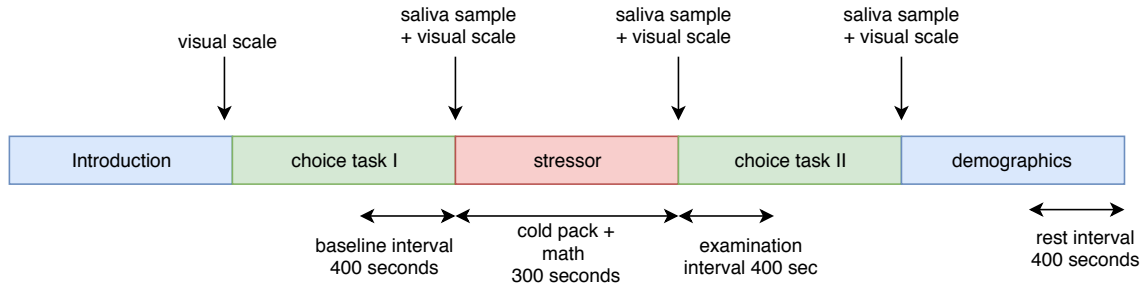 visual scale
saliva sample
+ visual scale
saliva sample
+ visual scale
saliva sample
+ visual scale
Introduction
choice task I
stressor
choice task II
demographics
baseline interval
400 seconds
cold pack +
math
300 seconds
examination
interval 400 sec
rest interval
400 seconds